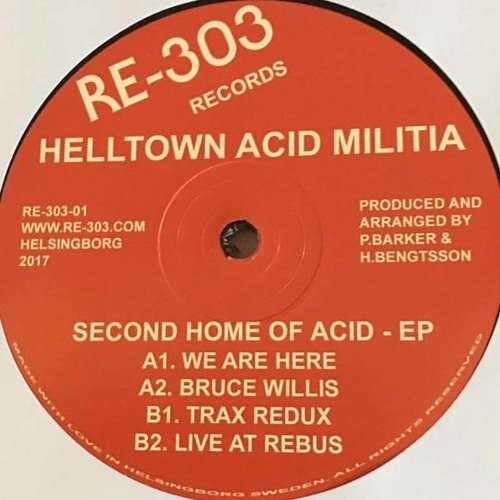 RE-303
RECORDS
HELLTOWN ACID MILITIA
RE-303-01
WWW.RE-303.COM
HELSINGBORG
2017
PRODUCED AND
ARRANGED BY
P.BARKER &
H.BENGTSSON
SECOND HOME OF ACID - EP
A1. WE ARE HERE
A2. BRUCE WILLIS
B1. TRAX REDUX
B2. LIVE AT REBUS
MADE WITH LOVE IN HELSINGBORG SWEDEN- ALL RIGHTS RESERVED